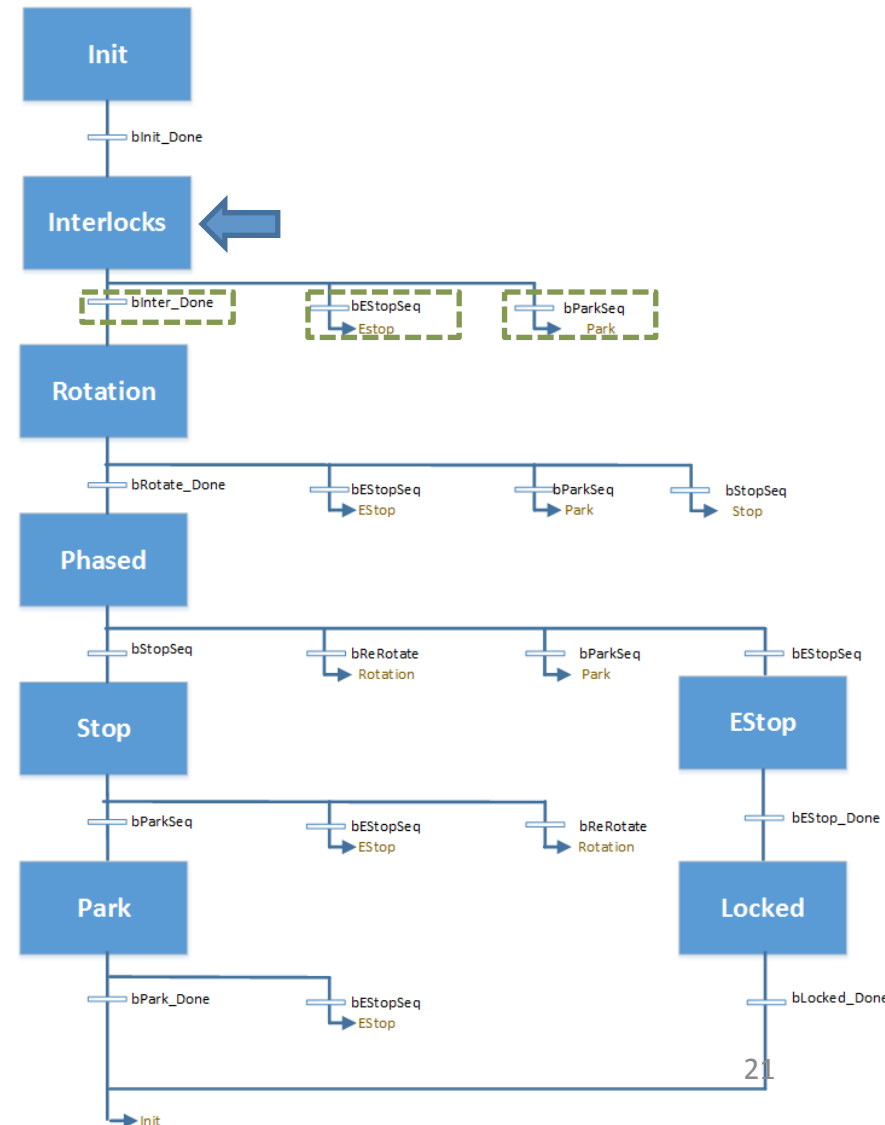 Init
bInit_Done
Interlocks
bInter_Done
bEStopSeq
Estop
bParkSeq
Park
Rotation
bRotate_Done
bEStopSeq
EStop
bParkSeq
Park
bStopSeq
Stop
Phased
bStopSeq
bReRotate
Rotation
bParkSeq
Park
bEStopSeq
Stop
EStop
bParkSeq
bEStopSeq
EStop
bReRotate
Rotation
bEStop_Done
Park
Locked
bPark_Done
bEStopSeq
EStop
bLocked_Done
21
Init